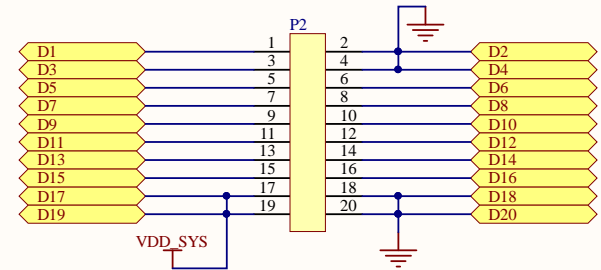 P2
D1 1 2 D2
D3 3 4 D4
D5 5 6 D6
D7 7 8 D8
D9 9 10 D10
D11 11 12 D12
D13 13 14 D14
D15 15 16 D16
D17 17 18 D18
D19 19 20 D20
VDD_SYS